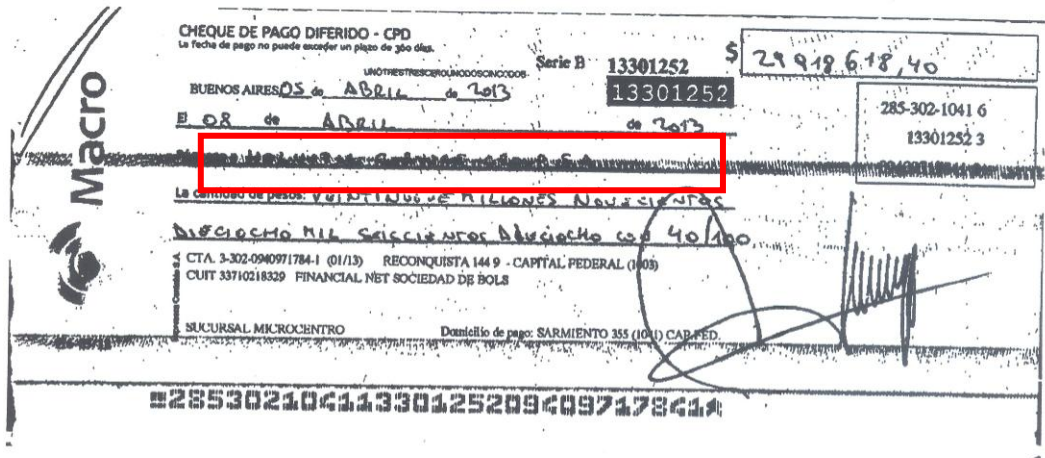 CHEQUE DE PAGO DIFERIDO - CPD
La fecha de pago no puede exceder un plazo de 360 días.
UNOTRESTRESCEROUNODOSCINCODOS
Serie B 13301252
$ 29 918 618,40
BUENOS AIRES 05 de ABRIL de 2013
13301252
285-302-1041 6
13301252 3
El 08 de ABRIL de 2013
Macro
La cantidad de pesos: VEINTINUEVE MILLONES NOVECIENTOS
DIECIOCHO MIL SEISCIENTOS DIECIOCHO con 40/100
CTA. 3-302-0940971784-1 (01/13) RECONQUISTA 144 9 - CAPITAL FEDERAL (1003)
CUIT 33710218329 FINANCIAL NET SOCIEDAD DE BOLS
SUCURSAL MICROCENTRO
Domicilio de pago: SARMIENTO 355 (1041) CAP. FED.
28530210411330125209409717841